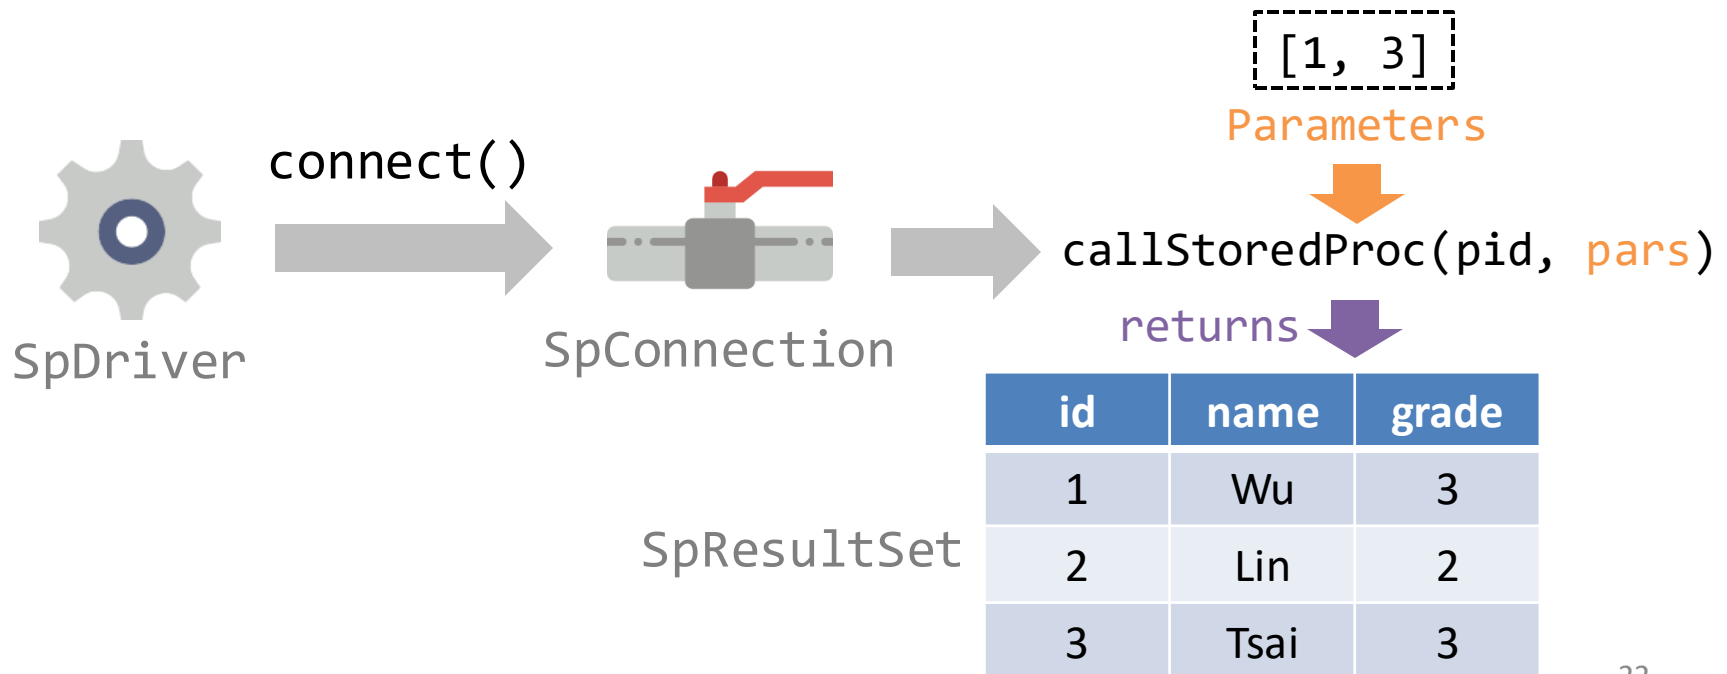 [1, 3]
Parameters
connect()
callStoredProc(pid, pars)
returns
SpDriver
SpConnection
id name grade
1 Wu 3
SpResultSet
2 Lin 2
3 Tsai 3